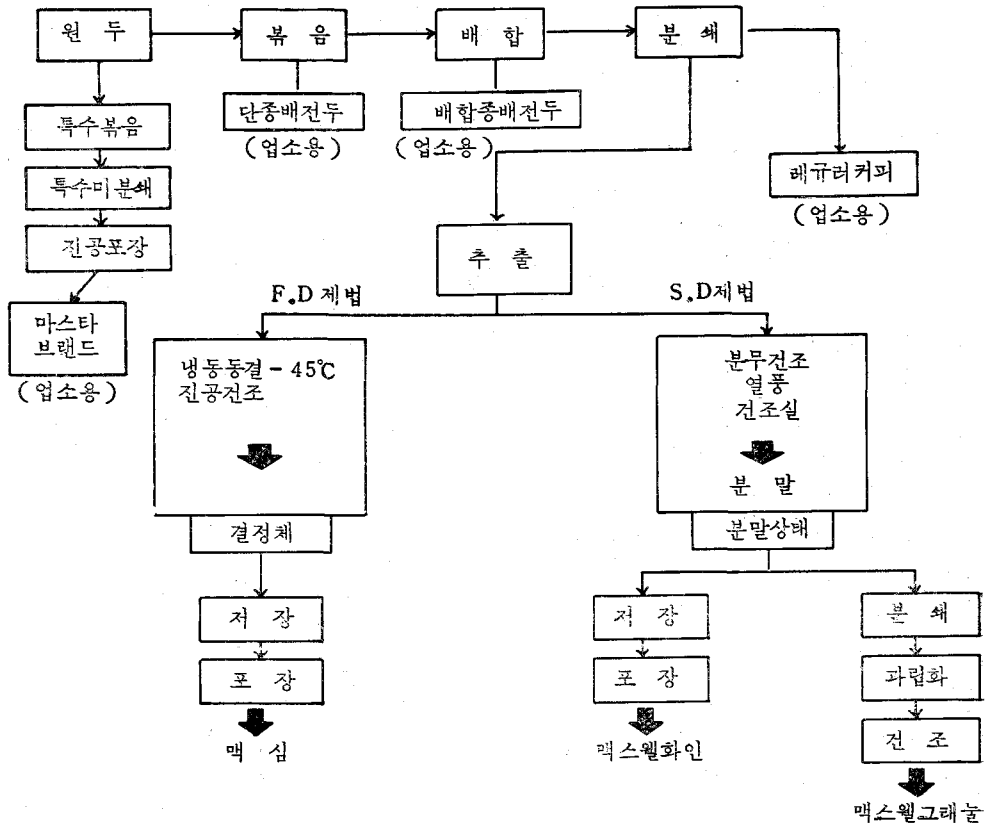 원 두
볶 음
배 합
분 쇄
특수볶음
단종배전두
배합종배전두
(업소용)
(업소용)
특수미분쇄
레규러커피
(업소용)
진공포장
추 출
마스타
브랜드
(업소용)
F.D 제법
S.D제법
냉동동결 - 45℃
진공건조
분무건조
열풍
건조실
분 말
결정체
분말상태
저 장
저 장
분 쇄
포 장
포 장
과립화
맥 심
맥스웰화인
건 조
맥스웰그래눌